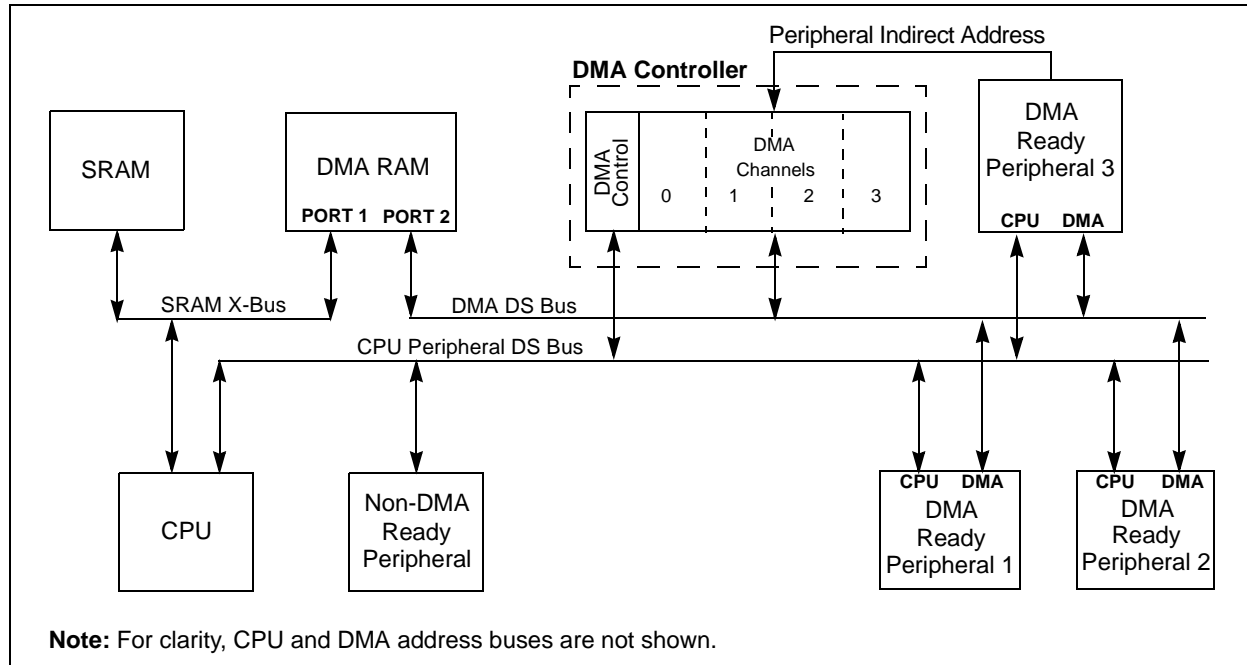 Peripheral Indirect Address
DMA Controller
SRAM
DMA RAM
PORT 1 PORT 2
DMA
Control
DMA
Channels
0 1 2 3
DMA
Ready
Peripheral 3
CPU DMA
SRAM X-Bus
DMA DS Bus
CPU Peripheral DS Bus
CPU
Non-DMA
Ready
Peripheral
CPU DMA
DMA
Ready
Peripheral 1
CPU DMA
DMA
Ready
Peripheral 2
Note: For clarity, CPU and DMA address buses are not shown.